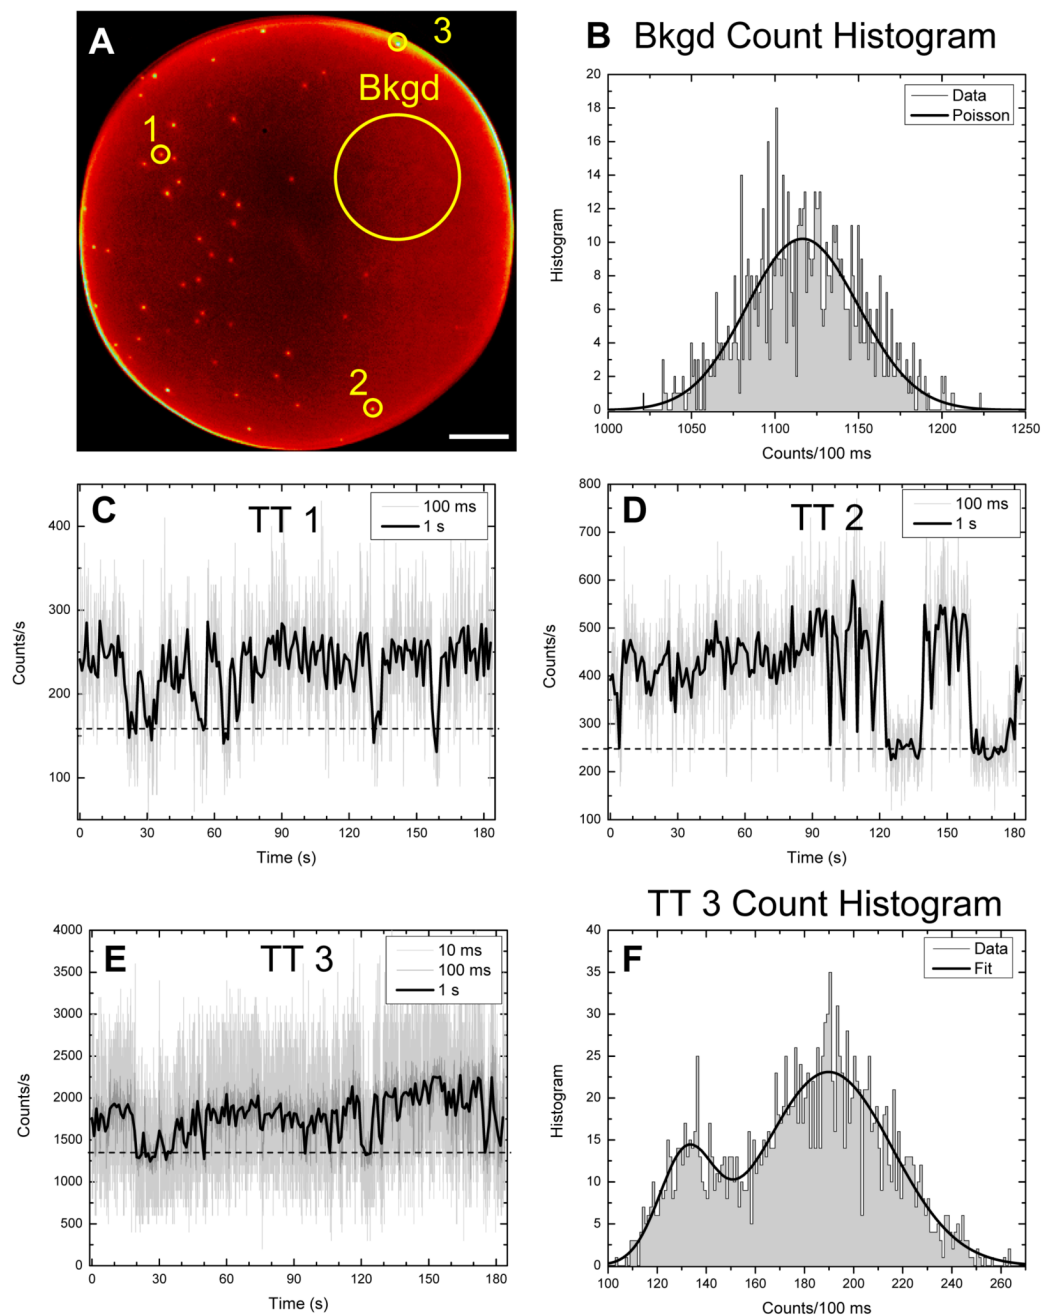 A
3
Bkgd
1
2
B Bkgd Count Histogram
20
18
16
14
12
10
8
6
4
2
0
Histogram
Data
Poisson
1000 1050 1100 1150 1200 1250
Counts/100 ms
C TT 1
100 ms
1 s
400
300
200
100
Counts/s
0 30 60 90 120 150 180
Time (s)
D TT 2
100 ms
1 s
800
700
600
500
400
300
200
100
Counts/s
0 30 60 90 120 150 180
Time (s)
E TT 3
10 ms
100 ms
1 s
4000
3500
3000
2500
2000
1500
1000
500
0
Counts/s
0 30 60 90 120 150 180
Time (s)
TT 3 Count Histogram
F
Data
Fit
40
35
30
25
20
15
10
5
0
Histogram
100 120 140 160 180 200 220 240 260
Counts/100 ms